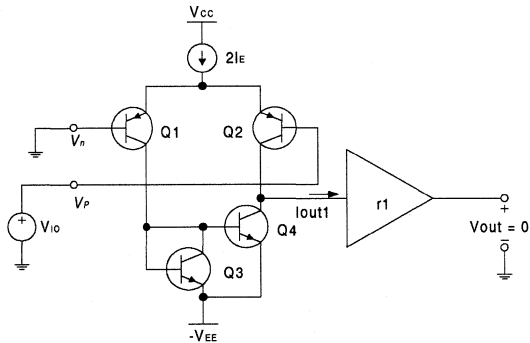 VCC
2IE
Q1
Q2
Vn
VP
Iout1
r1
+
Vio
Q4
Vout = 0
+
−
Q3
-VEE